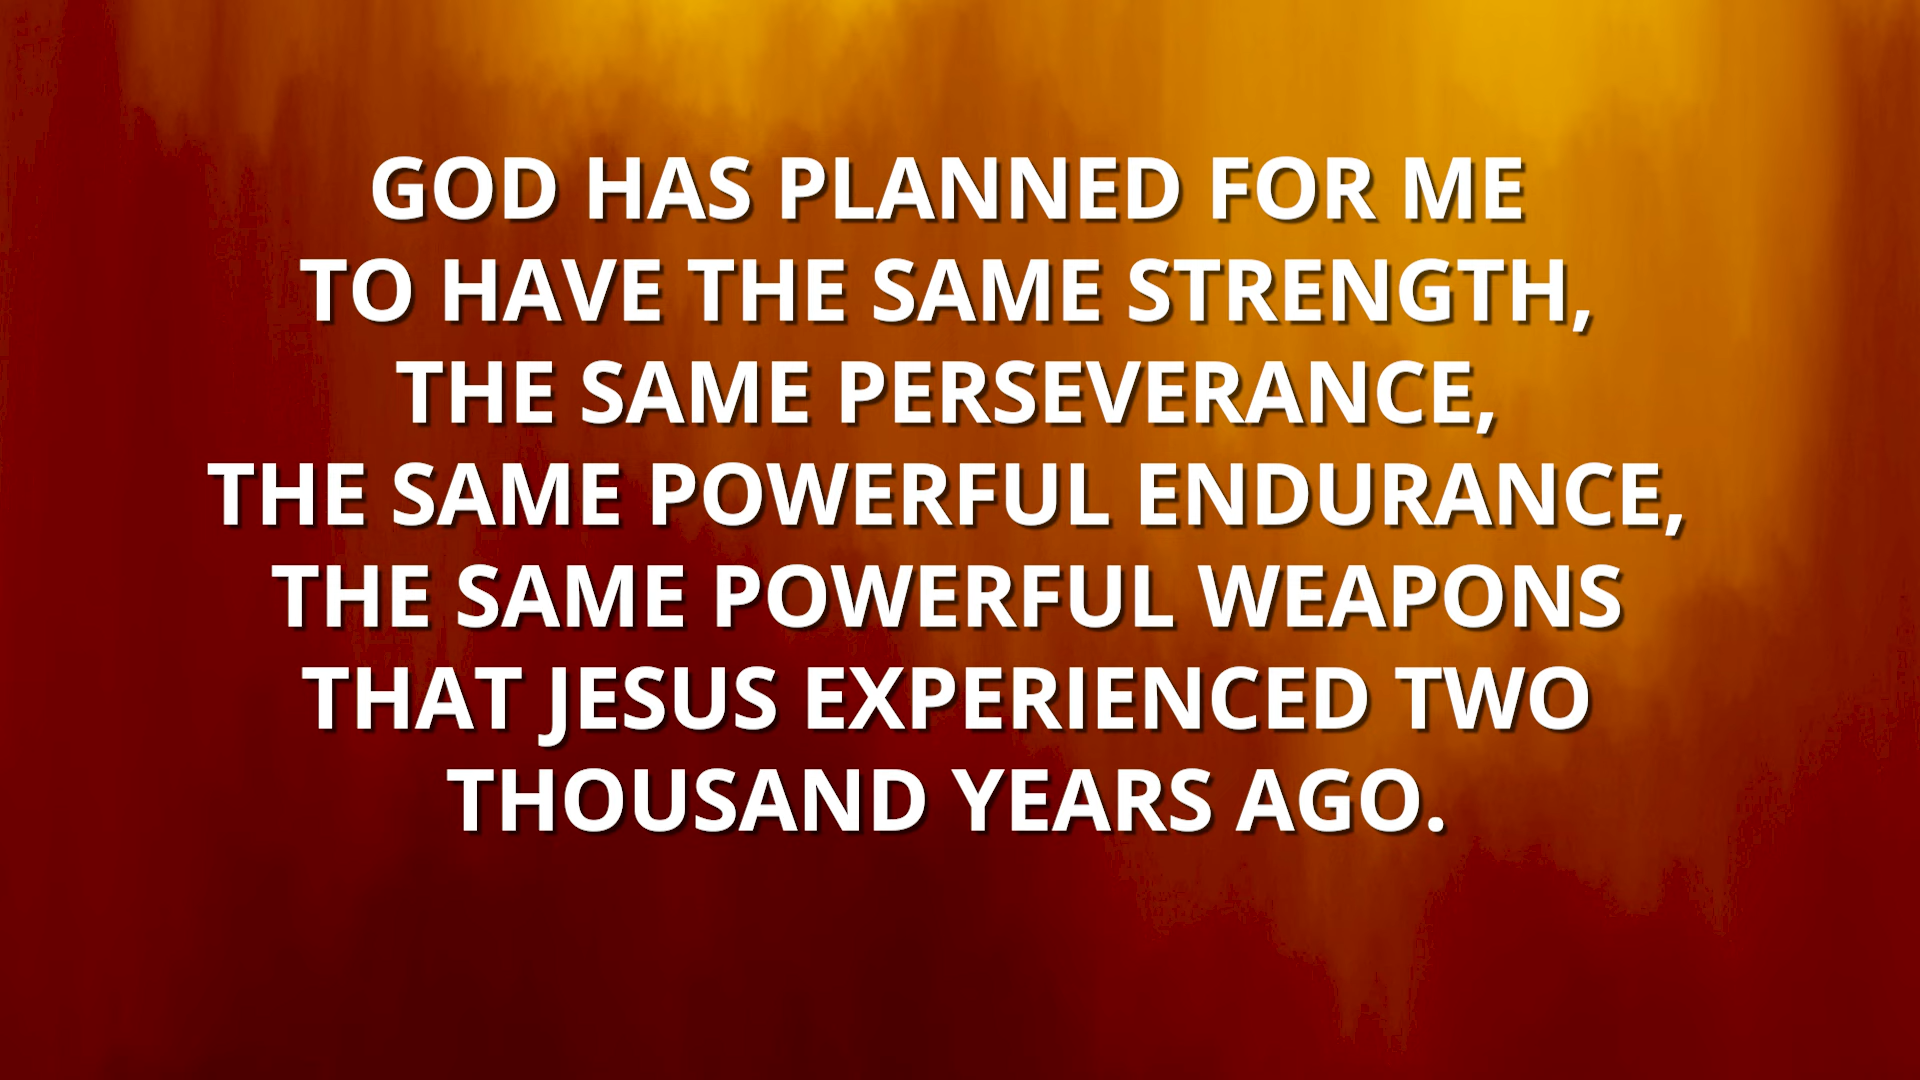 GOD HAS PLANNED FOR ME
TO HAVE THE SAME STRENGTH,
THE SAME PERSEVERANCE,
THE SAME POWERFUL ENDURANCE,
THE SAME POWERFUL WEAPONS
THAT JESUS EXPERIENCED TWO
THOUSAND YEARS AGO.